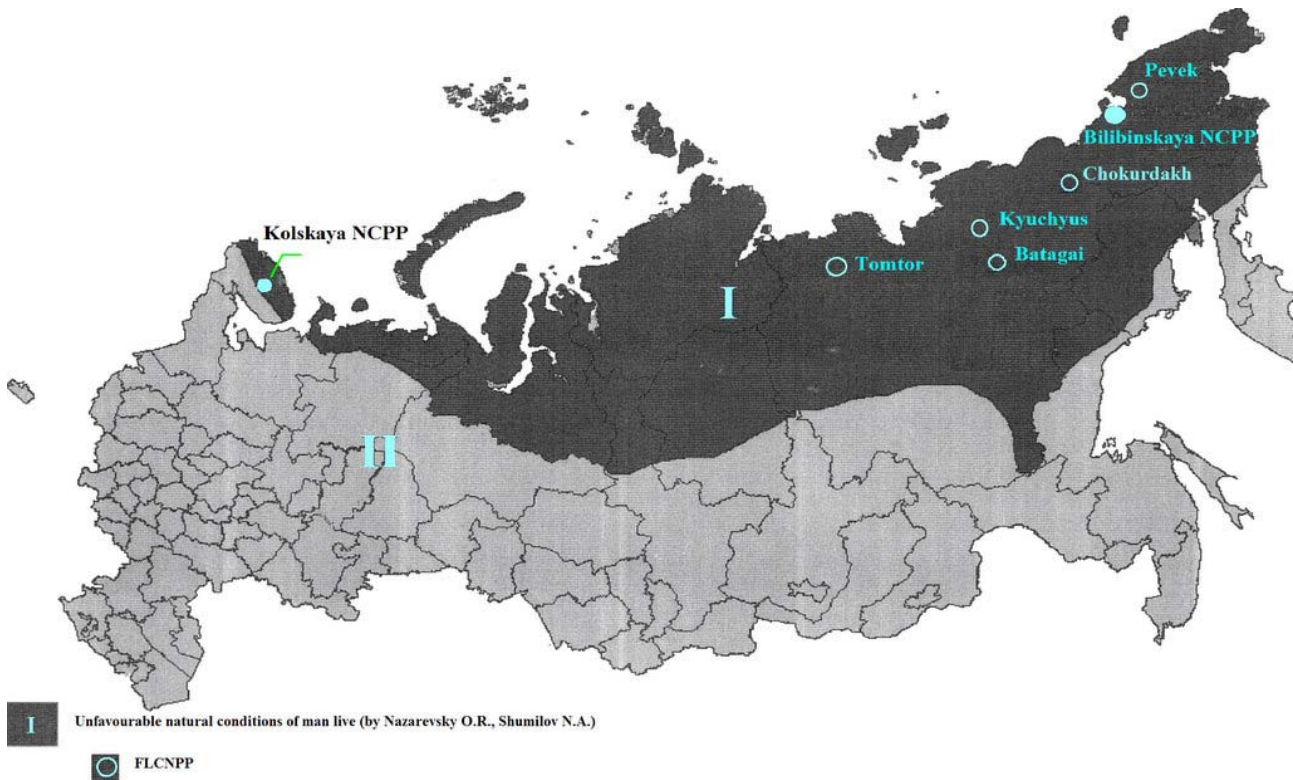 Pevek
Bilibinskaya NCPP
Chokurdakh
Kyuchyus
Kolskaya NCPP
Batagai
Tomtor
I
II
I
Unfavourable natural conditions of man live (by Nazarevsky O.R., Shumilov N.A.)
FLCNPP